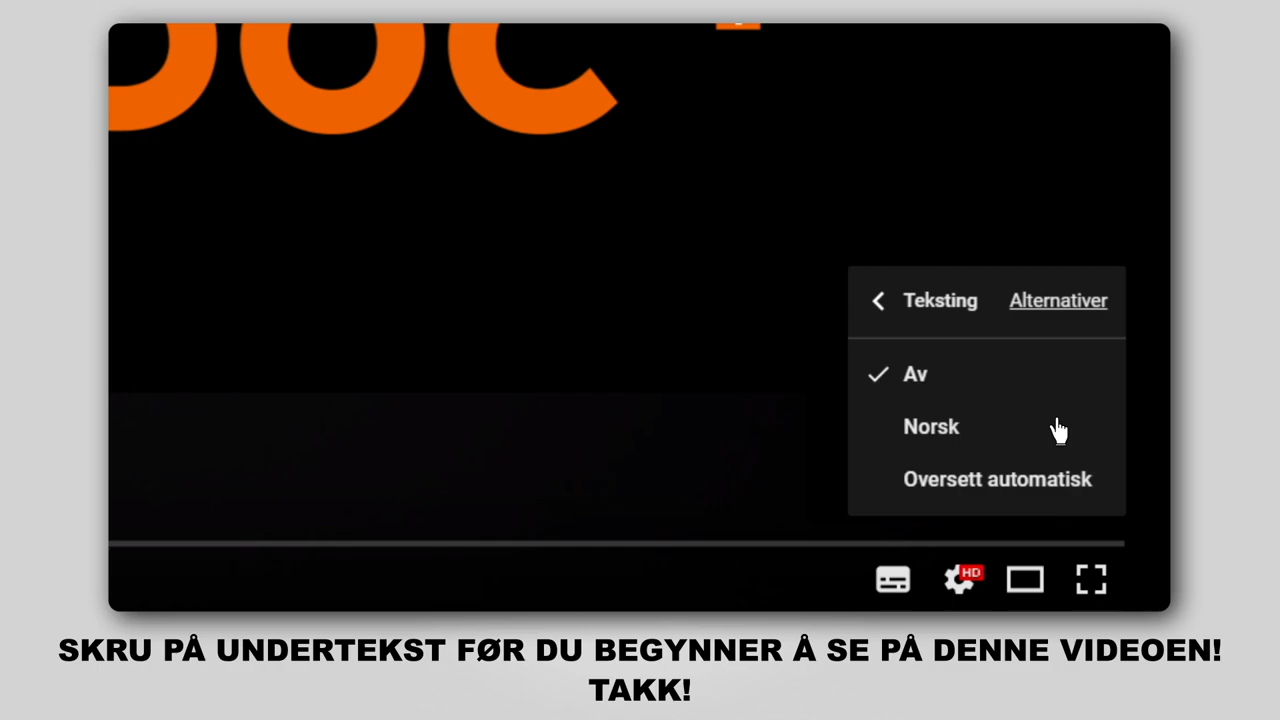 Teksting Alternativer
Av
Norsk
Oversett automatisk
HD
SKRU PÅ UNDERTEKST FØR DU BEGYNNER Å SE PÅ DENNE VIDEOEN!
TAKK!